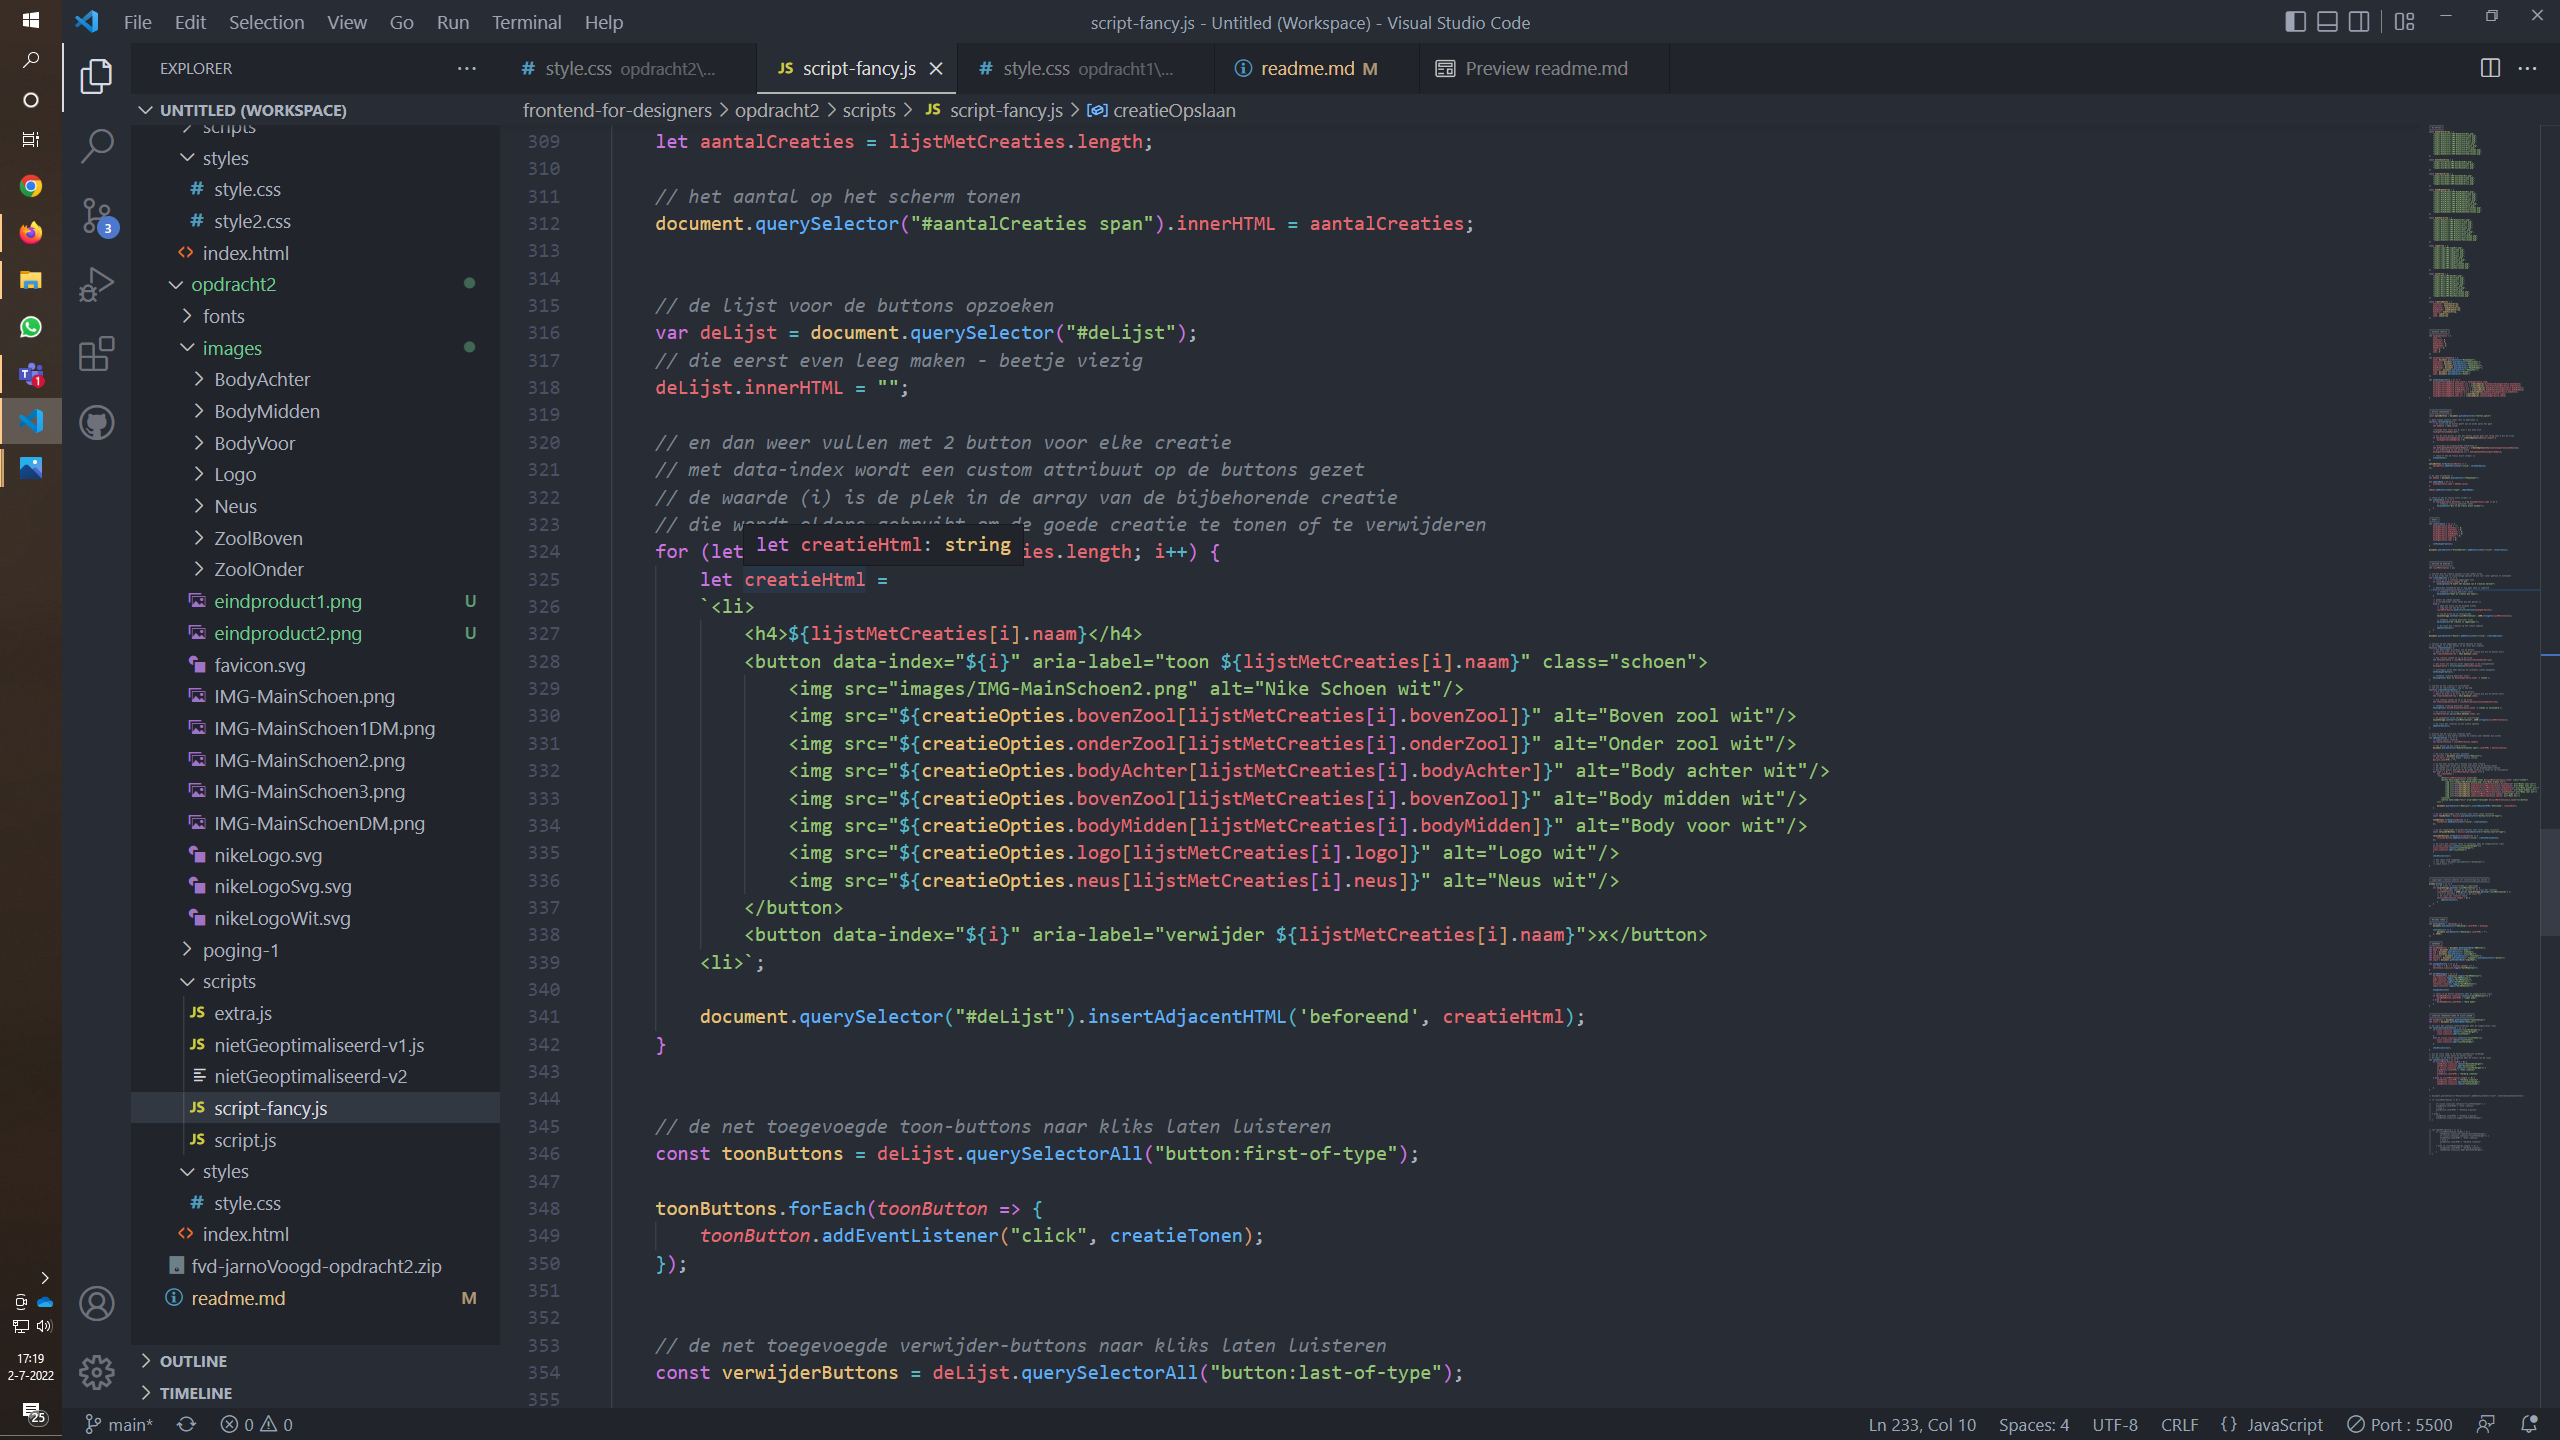 File Edit Selection View Go Run Terminal Help
script-fancy.js - Untitled (Workspace) - Visual Studio Code
EXPLORER
style.css opdracht2\...
JS script-fancy.js
style.css opdracht1\...
readme.md M
Preview readme.md
UNTITLED (WORKSPACE)
frontend-for-designers > opdracht2 > scripts > JS script-fancy.js > creatieOpslaan
scripts
styles
# style.css
# style2.css
<> index.html
opdracht2
fonts
images
BodyAchter
BodyMidden
BodyVoor
Logo
Neus
ZoolBoven
ZoolOnder
eindproduct1.png U
eindproduct2.png U
favicon.svg
IMG-MainSchoen.png
IMG-MainSchoen1DM.png
IMG-MainSchoen2.png
IMG-MainSchoen3.png
IMG-MainSchoenDM.png
nikeLogo.svg
nikeLogoSvg.svg
nikeLogoWit.svg
poging-1
scripts
JS extra.js
JS nietGeoptimaliseerd-v1.js
nietGeoptimaliseerd-v2
JS script-fancy.js
JS script.js
styles
# style.css
<> index.html
fvd-jarnoVoogd-opdracht2.zip
readme.md M
OUTLINE
TIMELINE
309 let aantalCreaties = lijstMetCreaties.length;
310
311 // het aantal op het scherm tonen
312 document.querySelector("#aantalCreaties span").innerHTML = aantalCreaties;
313
314
315 // de lijst voor de buttons opzoeken
316 var deLijst = document.querySelector("#deLijst");
317 // die eerst even leeg maken - beetje viezig
318 deLijst.innerHTML = "";
319
320 // en dan weer vullen met 2 button voor elke creatie
321 // met data-index wordt een custom attribuut op de buttons gezet
322 // de waarde (i) is de plek in de array van de bijbehorende creatie
323 // die wordt elders gebruikt om de goede creatie te tonen of te verwijderen
let creatieHtml: string
324 for (let ies.length; i++) {
325 let creatieHtml =
326 `<li>
327 <h4>${lijstMetCreaties[i].naam}</h4>
328 <button data-index="${i}" aria-label="toon ${lijstMetCreaties[i].naam}" class="schoen">
329 <img src="images/IMG-MainSchoen2.png" alt="Nike Schoen wit"/>
330 <img src="${creatieOpties.bovenZool[lijstMetCreaties[i].bovenZool]}" alt="Boven zool wit"/>
331 <img src="${creatieOpties.onderZool[lijstMetCreaties[i].onderZool]}" alt="Onder zool wit"/>
332 <img src="${creatieOpties.bodyAchter[lijstMetCreaties[i].bodyAchter]}" alt="Body achter wit"/>
333 <img src="${creatieOpties.bovenZool[lijstMetCreaties[i].bovenZool]}" alt="Body midden wit"/>
334 <img src="${creatieOpties.bodyMidden[lijstMetCreaties[i].bodyMidden]}" alt="Body voor wit"/>
335 <img src="${creatieOpties.logo[lijstMetCreaties[i].logo]}" alt="Logo wit"/>
336 <img src="${creatieOpties.neus[lijstMetCreaties[i].neus]}" alt="Neus wit"/>
337 </button>
338 <button data-index="${i}" aria-label="verwijder ${lijstMetCreaties[i].naam}">x</button>
339 <li>`;
340
341 document.querySelector("#deLijst").insertAdjacentHTML('beforeend', creatieHtml);
342 }
343
344
345 // de net toegevoegde toon-buttons naar kliks laten luisteren
346 const toonButtons = deLijst.querySelectorAll("button:first-of-type");
347
348 toonButtons.forEach(toonButton => {
349 toonButton.addEventListener("click", creatieTonen);
350 });
351
352
353 // de net toegevoegde verwijder-buttons naar kliks laten luisteren
354 const verwijderButtons = deLijst.querySelectorAll("button:last-of-type");
355
3
1
17:19
2-7-2022
25
main* 0 0
Ln 233, Col 10 Spaces: 4 UTF-8 CRLF {} JavaScript Port : 5500